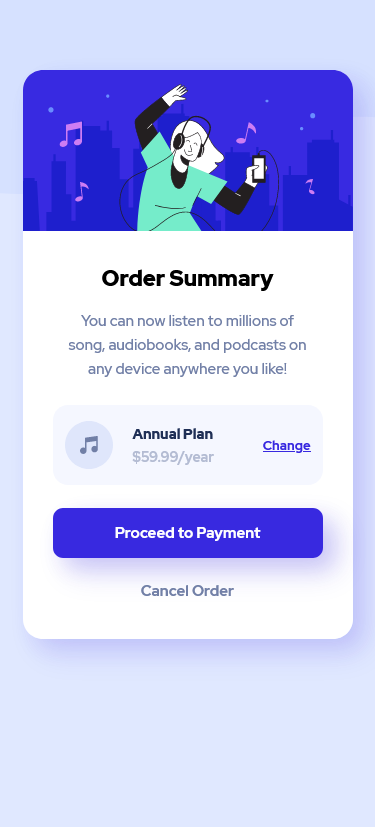 Order Summary
You can now listen to millions of
song, audiobooks, and podcasts on
any device anywhere you like!
Annual Plan
$59.99/year
Change
Proceed to Payment
Cancel Order